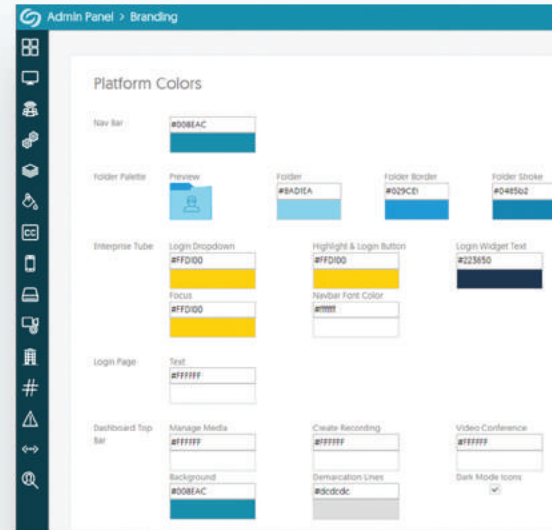 Admin Panel > Branding
Platform Colors
Nav Bar
#008EAC
Folder Palette Preview Folder Folder Border Folder Stroke
#8AD1EA #029CE1 #0485b2
Enterprise Tube Login Dropdown Highlight & Login Button Login Widget Text
#FFD100 #FFD100 #223650
Focus Navbar Font Color
#FFD100 #ffffff
Login Page Text
#FFFFFF
Dashboard Top Bar Manage Media Create Recording Video Conference
#FFFFFF #FFFFFF #FFFFFF
Background Demarcation Lines Dark Mode Icons
#008EAC #dcdcdc
CC